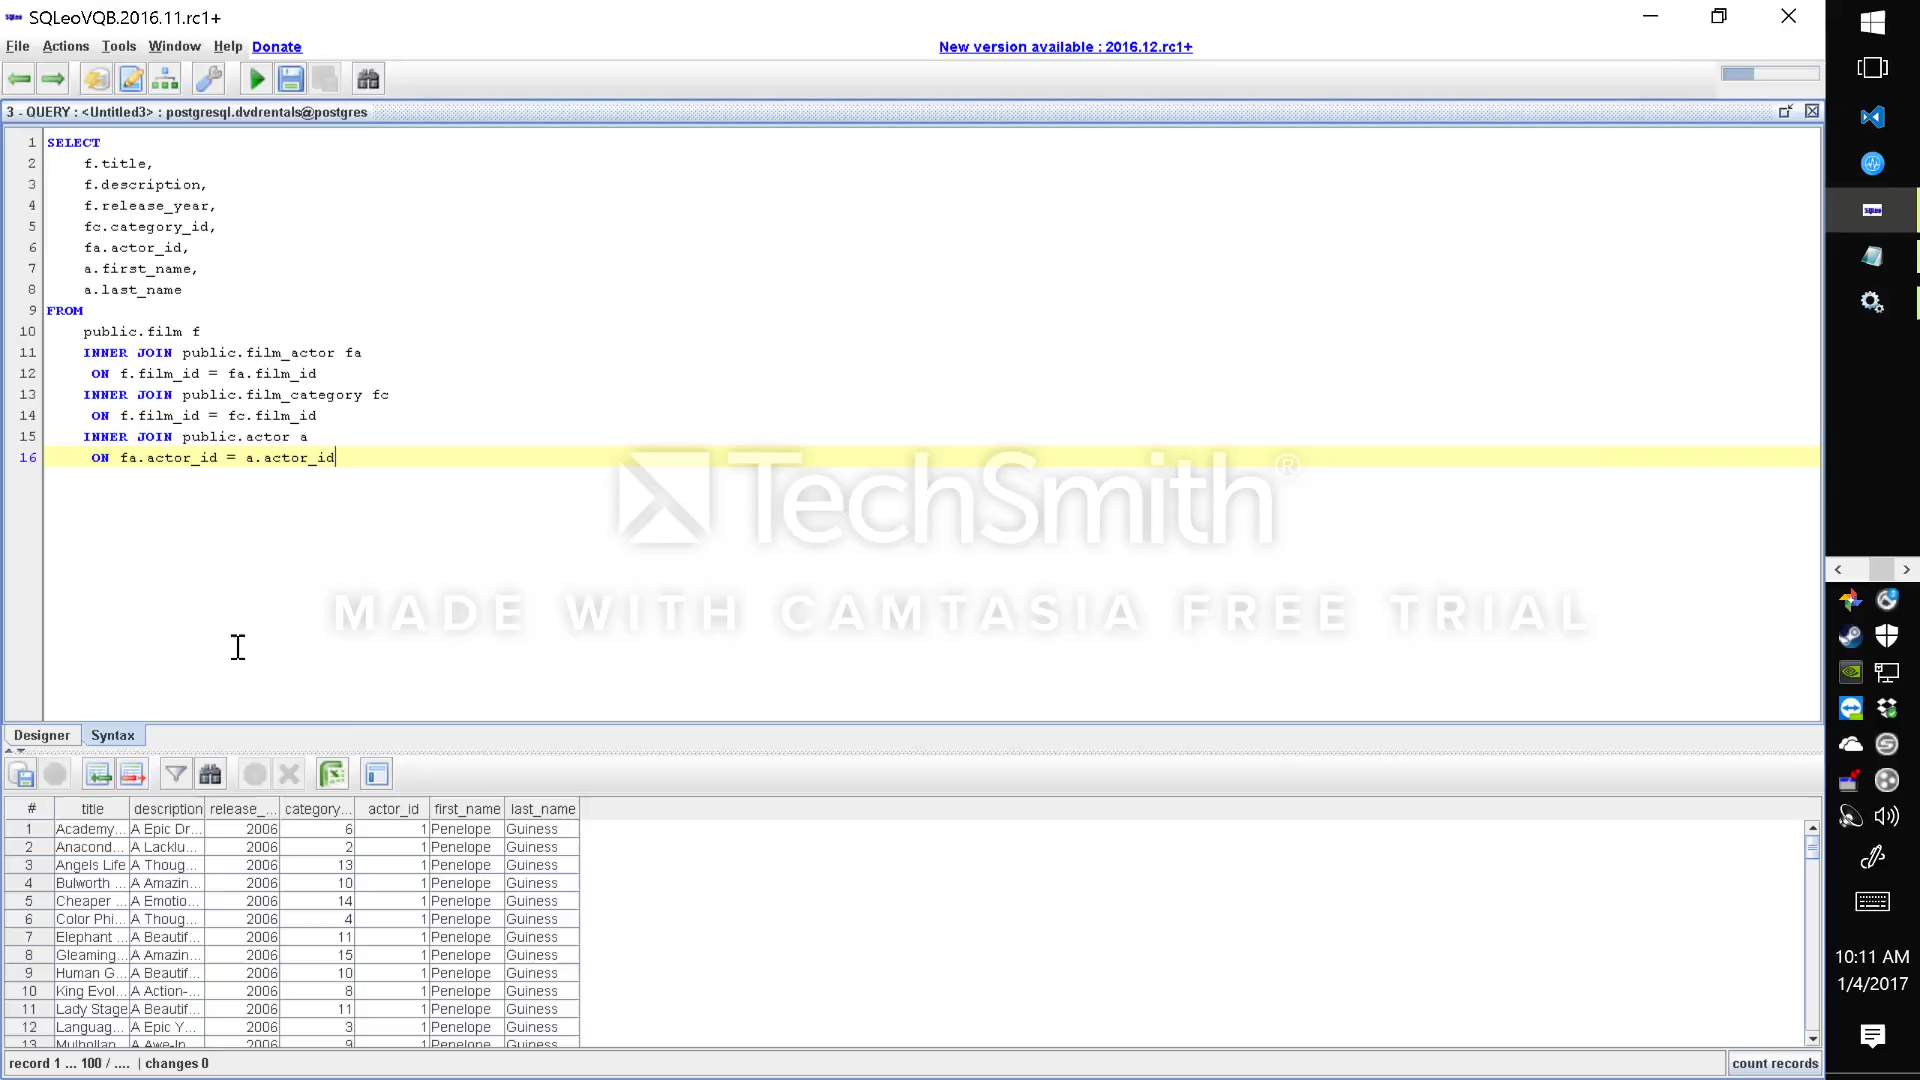 SQLeoVQB.2016.11.rc1+
File Actions Tools Window Help Donate
New version available : 2016.12.rc1+
3 - QUERY : <Untitled3> : postgresql.dvdrentals@postgres
1 SELECT
2 f.title,
3 f.description,
4 f.release_year,
5 fc.category_id,
6 fa.actor_id,
7 a.first_name,
8 a.last_name
9 FROM
10 public.film f
11 INNER JOIN public.film_actor fa
12 ON f.film_id = fa.film_id
13 INNER JOIN public.film_category fc
14 ON f.film_id = fc.film_id
15 INNER JOIN public.actor a
16 ON fa.actor_id = a.actor_id
TechSmith®
MADE WITH CAMTASIA FREE TRIAL
Designer Syntax
# title description release_... category... actor_id first_name last_name
1 Academy... A Epic Dr... 2006 6 1 Penelope Guiness
2 Anacond... A Lacklu... 2006 2 1 Penelope Guiness
3 Angels Life A Thoug... 2006 13 1 Penelope Guiness
4 Bulworth ... A Amazin... 2006 10 1 Penelope Guiness
5 Cheaper ... A Emotio... 2006 14 1 Penelope Guiness
6 Color Phi... A Thoug... 2006 4 1 Penelope Guiness
7 Elephant ... A Beautif... 2006 11 1 Penelope Guiness
8 Gleaming... A Amazin... 2006 15 1 Penelope Guiness
9 Human G... A Beautif... 2006 10 1 Penelope Guiness
10 King Evol... A Action-... 2006 8 1 Penelope Guiness
11 Lady Stage A Beautif... 2006 11 1 Penelope Guiness
12 Languag... A Epic Y... 2006 3 1 Penelope Guiness
13 Mulhollan... A Awe-In... 2006 9 1 Penelope Guiness
record 1 ... 100 / .... | changes 0
count records
10:11 AM
1/4/2017